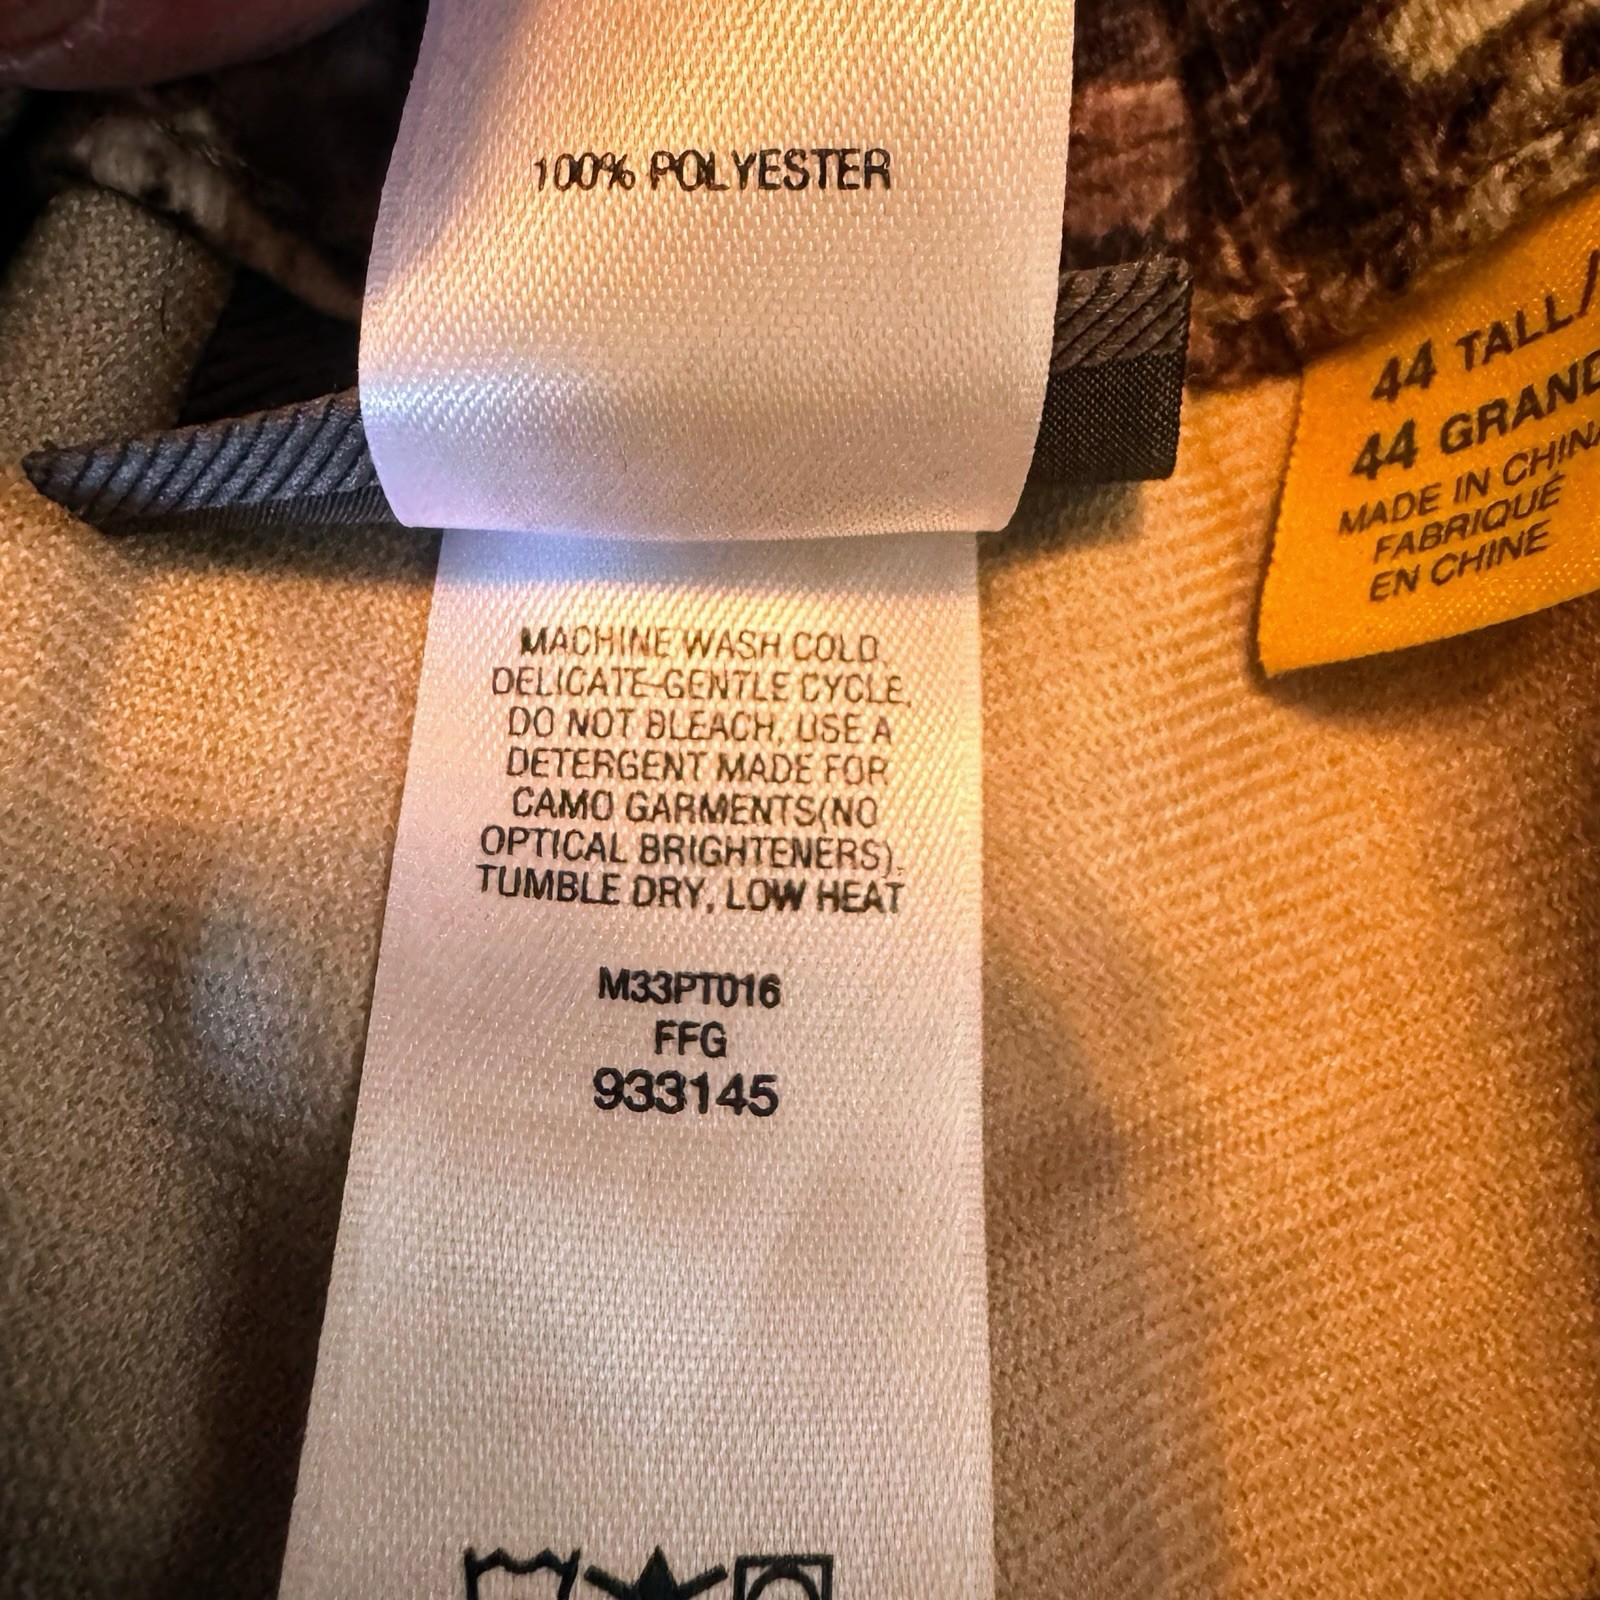 100% POLYESTER
MACHINE WASH COLD,
DELICATE-GENTLE CYCLE,
DO NOT BLEACH, USE A
DETERGENT MADE FOR
CAMO GARMENTS(NO
OPTICAL BRIGHTENERS).
TUMBLE DRY, LOW HEAT
M33PT016
FFG
933145
44 TALL/
44 GRAND
MADE IN CHINA
FABRIQUÉ
EN CHINE